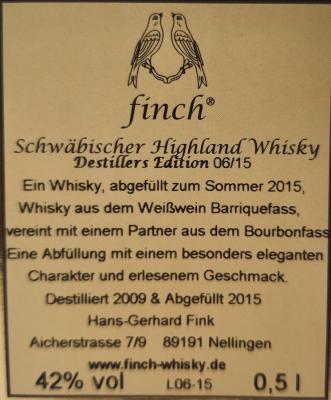 finch®
Schwäbischer Highland Whisky
Destillers Edition 06/15
Ein Whisky, abgefüllt zum Sommer 2015,
Whisky aus dem Weißwein Barriquefass,
vereint mit einem Partner aus dem Bourbonfass
Eine Abfüllung mit einem besonders eleganten
Charakter und erlesenem Geschmack.
Destilliert 2009 & Abgefüllt 2015
Hans-Gerhard Fink
Aicherstrasse 7/9 89191 Nellingen
www.finch-whisky.de
42% vol L06-15 0,5 l